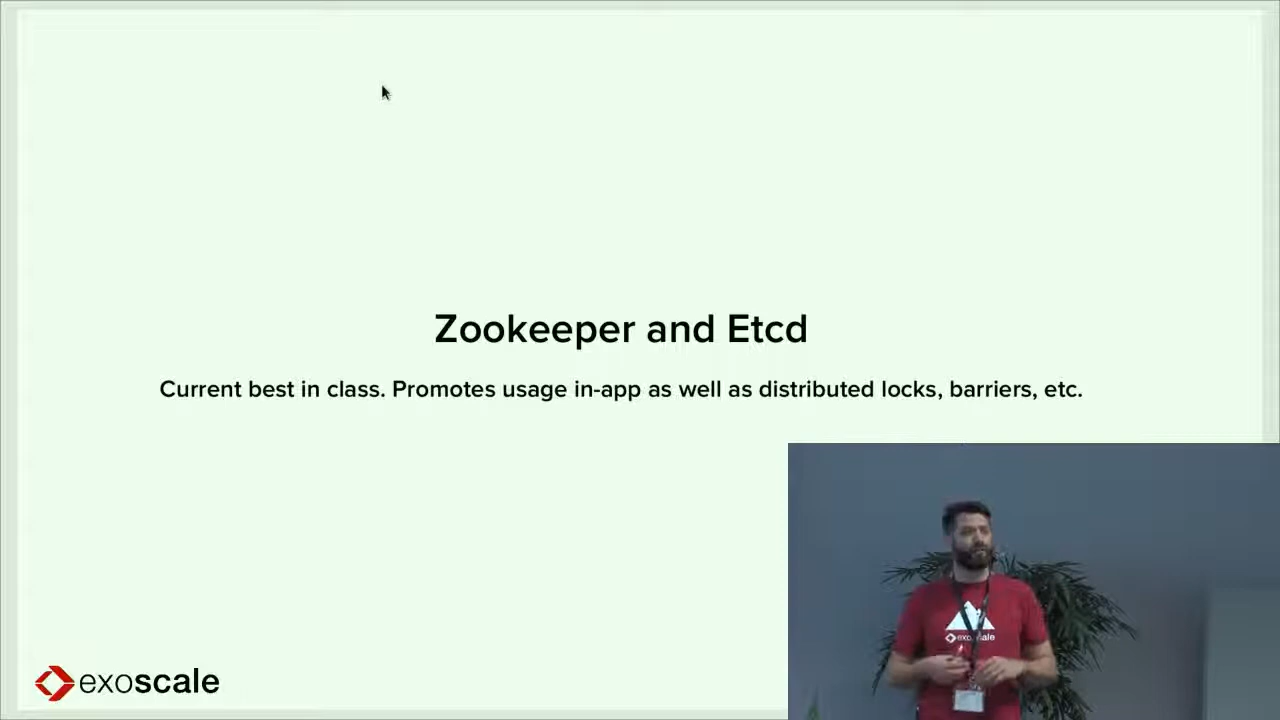 Zookeeper and Etcd
Current best in class. Promotes usage in-app as well as distributed locks, barriers, etc.
exoscale
exoscale